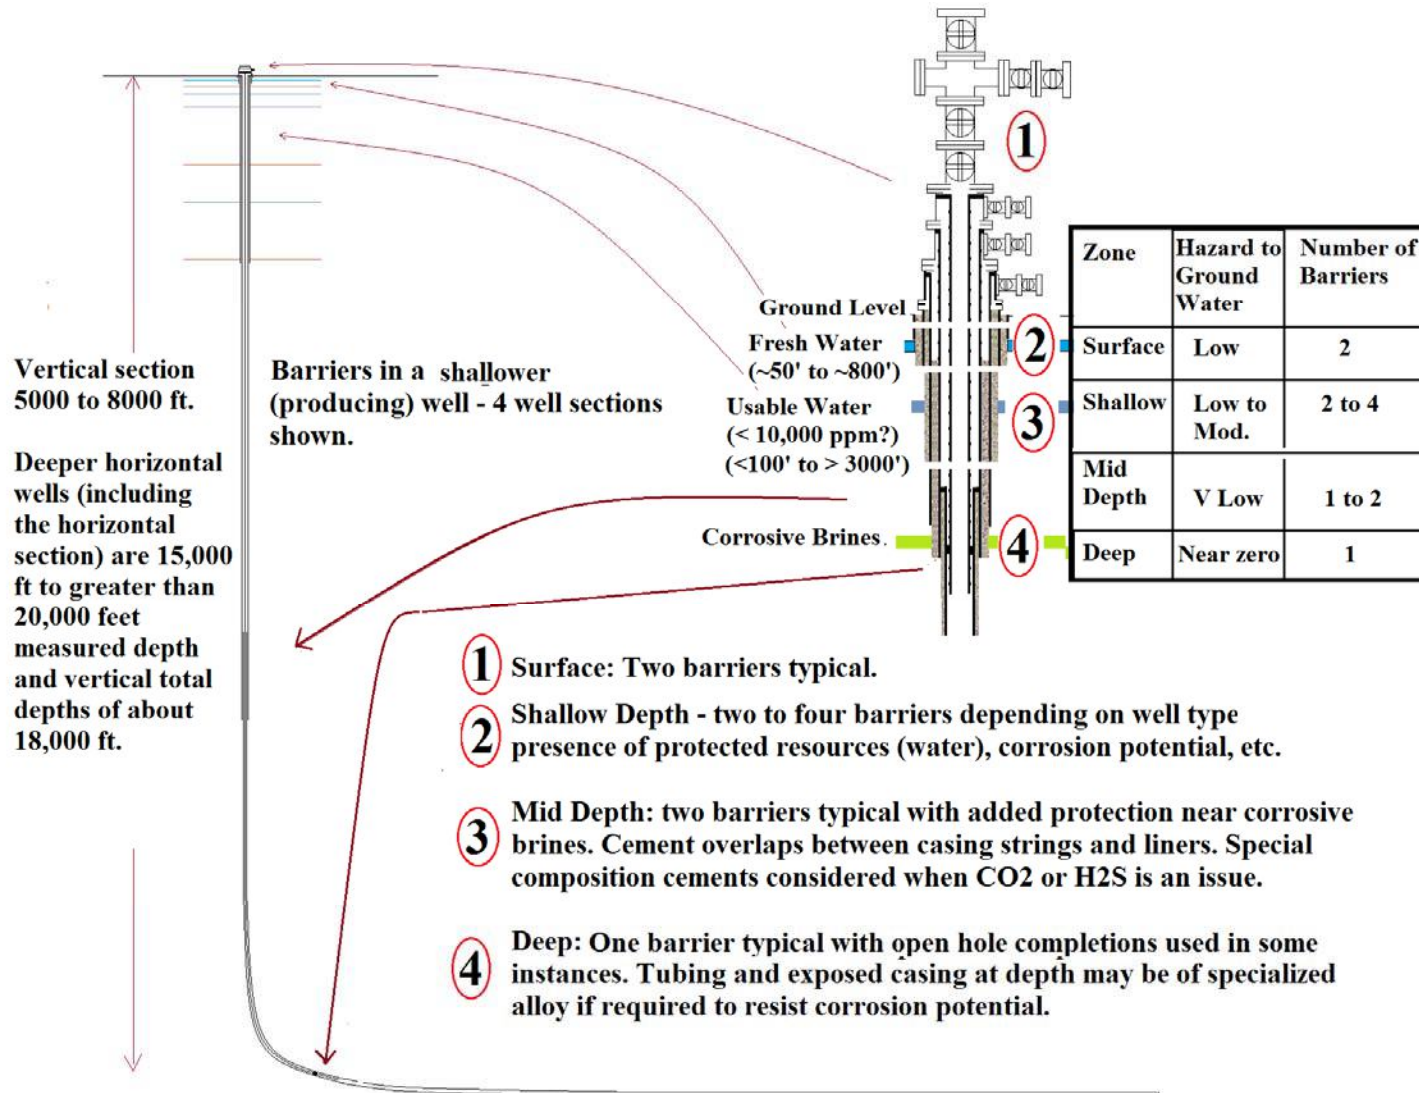 1
Ground Level
Fresh Water
(~50' to ~800')
Usable Water
(< 10,000 ppm?)
(<100' to > 3000')
Corrosive Brines.
2
3
4
Zone
Hazard to
Ground
Water
Number of
Barriers
Surface
Low
2
Shallow
Low to
Mod.
2 to 4
Mid
Depth
V Low
1 to 2
Deep
Near zero
1
Vertical section
5000 to 8000 ft.
Deeper horizontal
wells (including
the horizontal
section) are 15,000
ft to greater than
20,000 feet
measured depth
and vertical total
depths of about
18,000 ft.
Barriers in a shallower
(producing) well - 4 well sections
shown.
1 Surface: Two barriers typical.
2 Shallow Depth - two to four barriers depending on well type
presence of protected resources (water), corrosion potential, etc.
3 Mid Depth: two barriers typical with added protection near corrosive
brines. Cement overlaps between casing strings and liners. Special
composition cements considered when CO2 or H2S is an issue.
4 Deep: One barrier typical with open hole completions used in some
instances. Tubing and exposed casing at depth may be of specialized
alloy if required to resist corrosion potential.